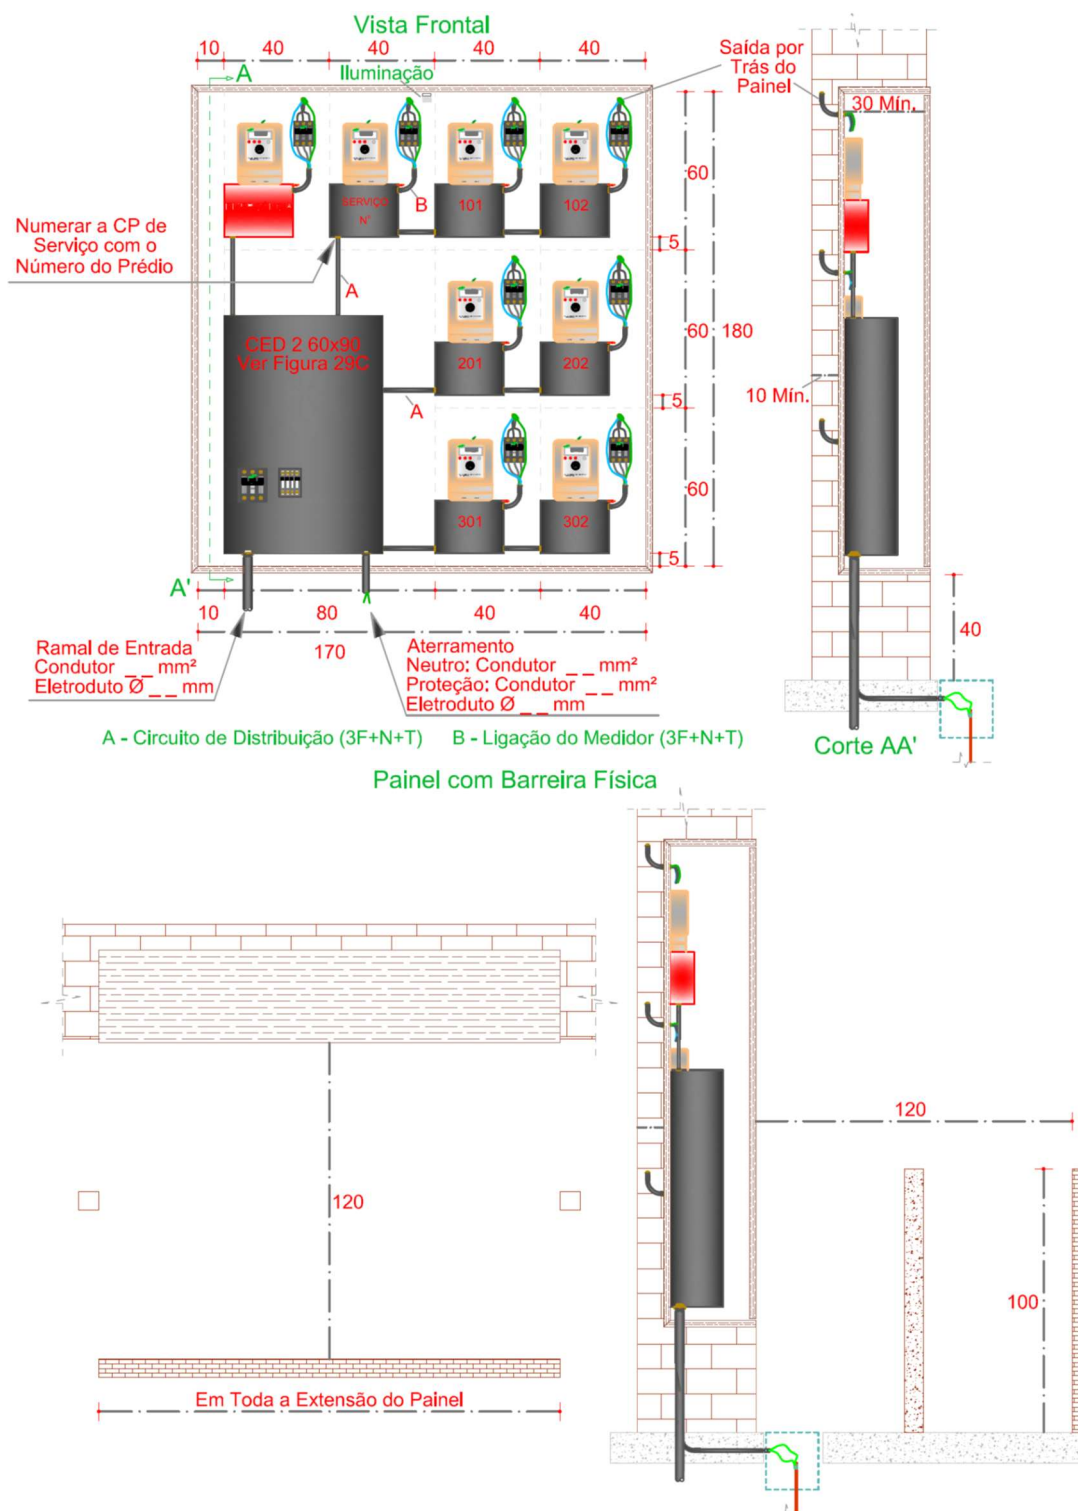 Vista Frontal
10
40
40
40
40
A
Iluminação
Saída por
Trás do
Painel
30 Mín.
SERVIÇO
N°
101
102
B
60
5
Numerar a CP de
Serviço com o
Número do Prédio
A
CED 2 60x90
Ver Figura 29C
201
202
60
180
10 Mín.
A
5
301
302
60
5
A'
10
80
40
40
170
40
Ramal de Entrada
Condutor _ _ mm²
Eletroduto Ø _ _ mm
Aterramento
Neutro: Condutor _ _ mm²
Proteção: Condutor _ _ mm²
Eletroduto Ø _ _ mm
A - Circuito de Distribuição (3F+N+T)
B - Ligação do Medidor (3F+N+T)
Corte AA'
Painel com Barreira Física
120
120
100
Em Toda a Extensão do Painel